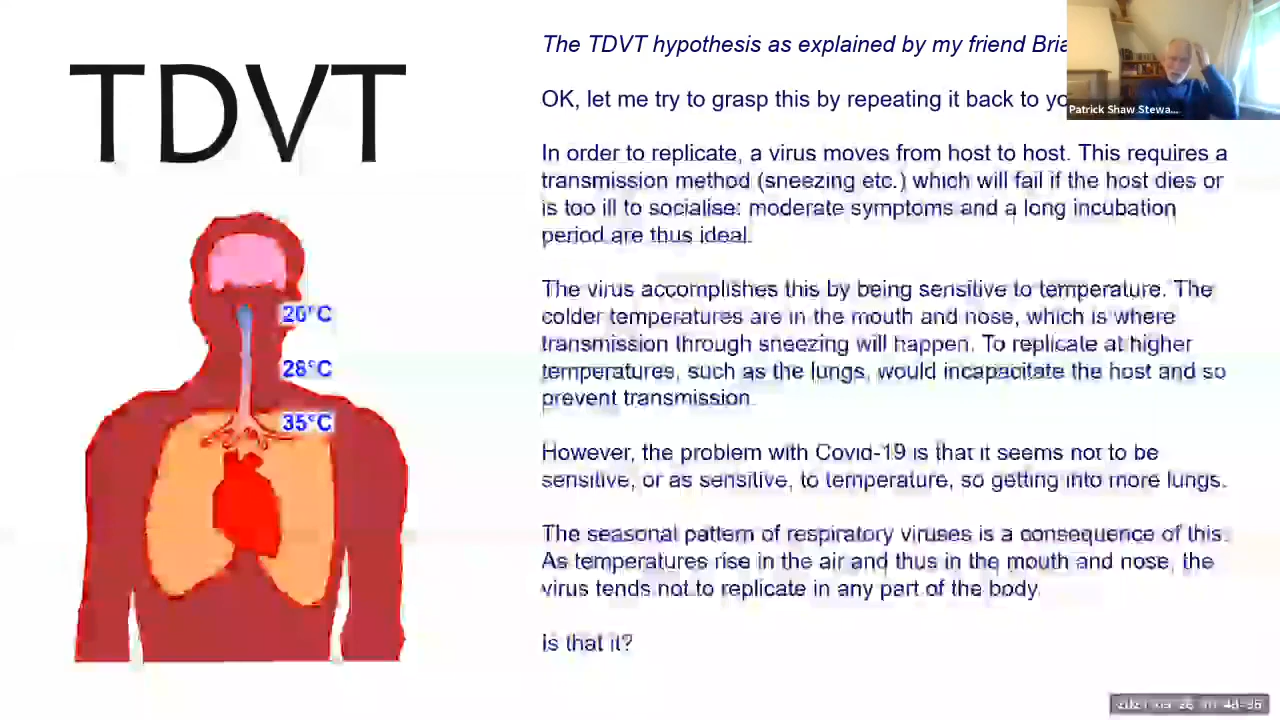 TDVT
20°C
28°C
35°C
The TDVT hypothesis as explained by my friend
OK, let me try to grasp this by repeating it back to
In order to replicate, a virus moves from host to host. This requires a
transmission method (sneezing etc.) which will fail if the host dies or
is too ill to socialise: moderate symptoms and a long incubation
period are thus ideal.
The virus accomplishes this by being sensitive to temperature. The
colder temperatures are in the mouth and nose, which is where
transmission through sneezing will happen. To replicate at higher
temperatures, such as the lungs, would incapacitate the host and so
prevent transmission.
However, the problem with Covid-19 is that it seems not to be
sensitive, or as sensitive, to temperature, so getting into more lungs.
The seasonal pattern of respiratory viruses is a consequence of this.
As temperatures rise in the air and thus in the mouth and nose, the
virus tends not to replicate in any part of the body.
Is that it?
Patrick Shaw Stewa...